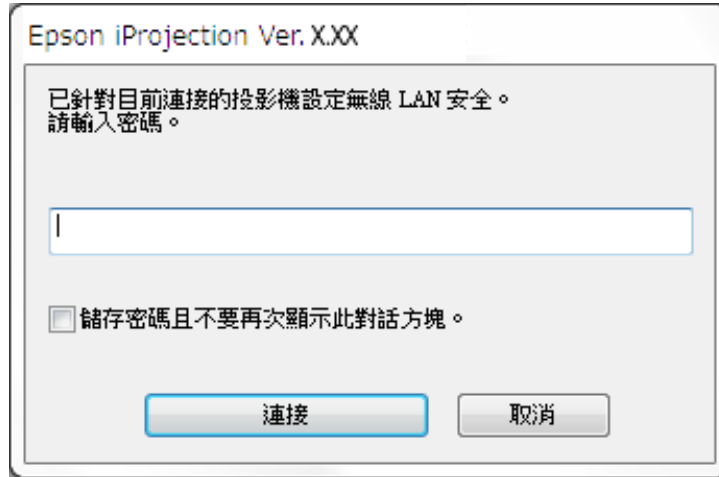 Epson iProjection Ver. X.XX
已針對目前連接的投影機設定無線 LAN 安全。
請輸入密碼。
儲存密碼且不要再次顯示此對話方塊。
連接
取消